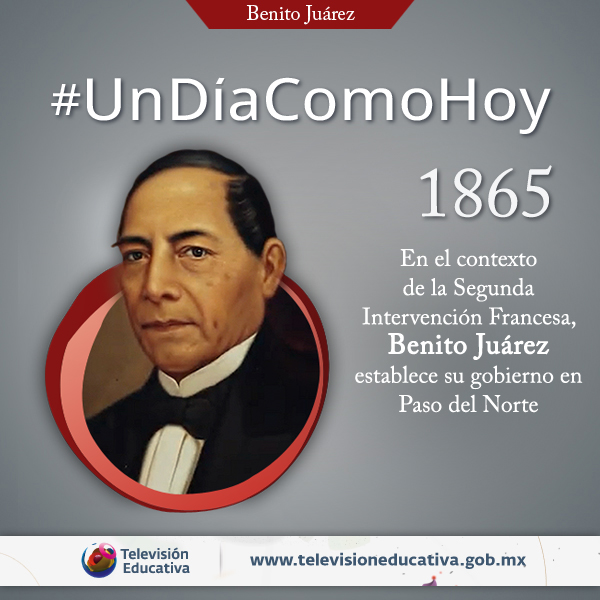 Benito Juárez
#UnDíaComoHoy
1865
En el contexto
de la Segunda
Intervención Francesa,
Benito Juárez
establece su gobierno en
Paso del Norte
Televisión
Educativa
www.televisioneducativa.gob.mx